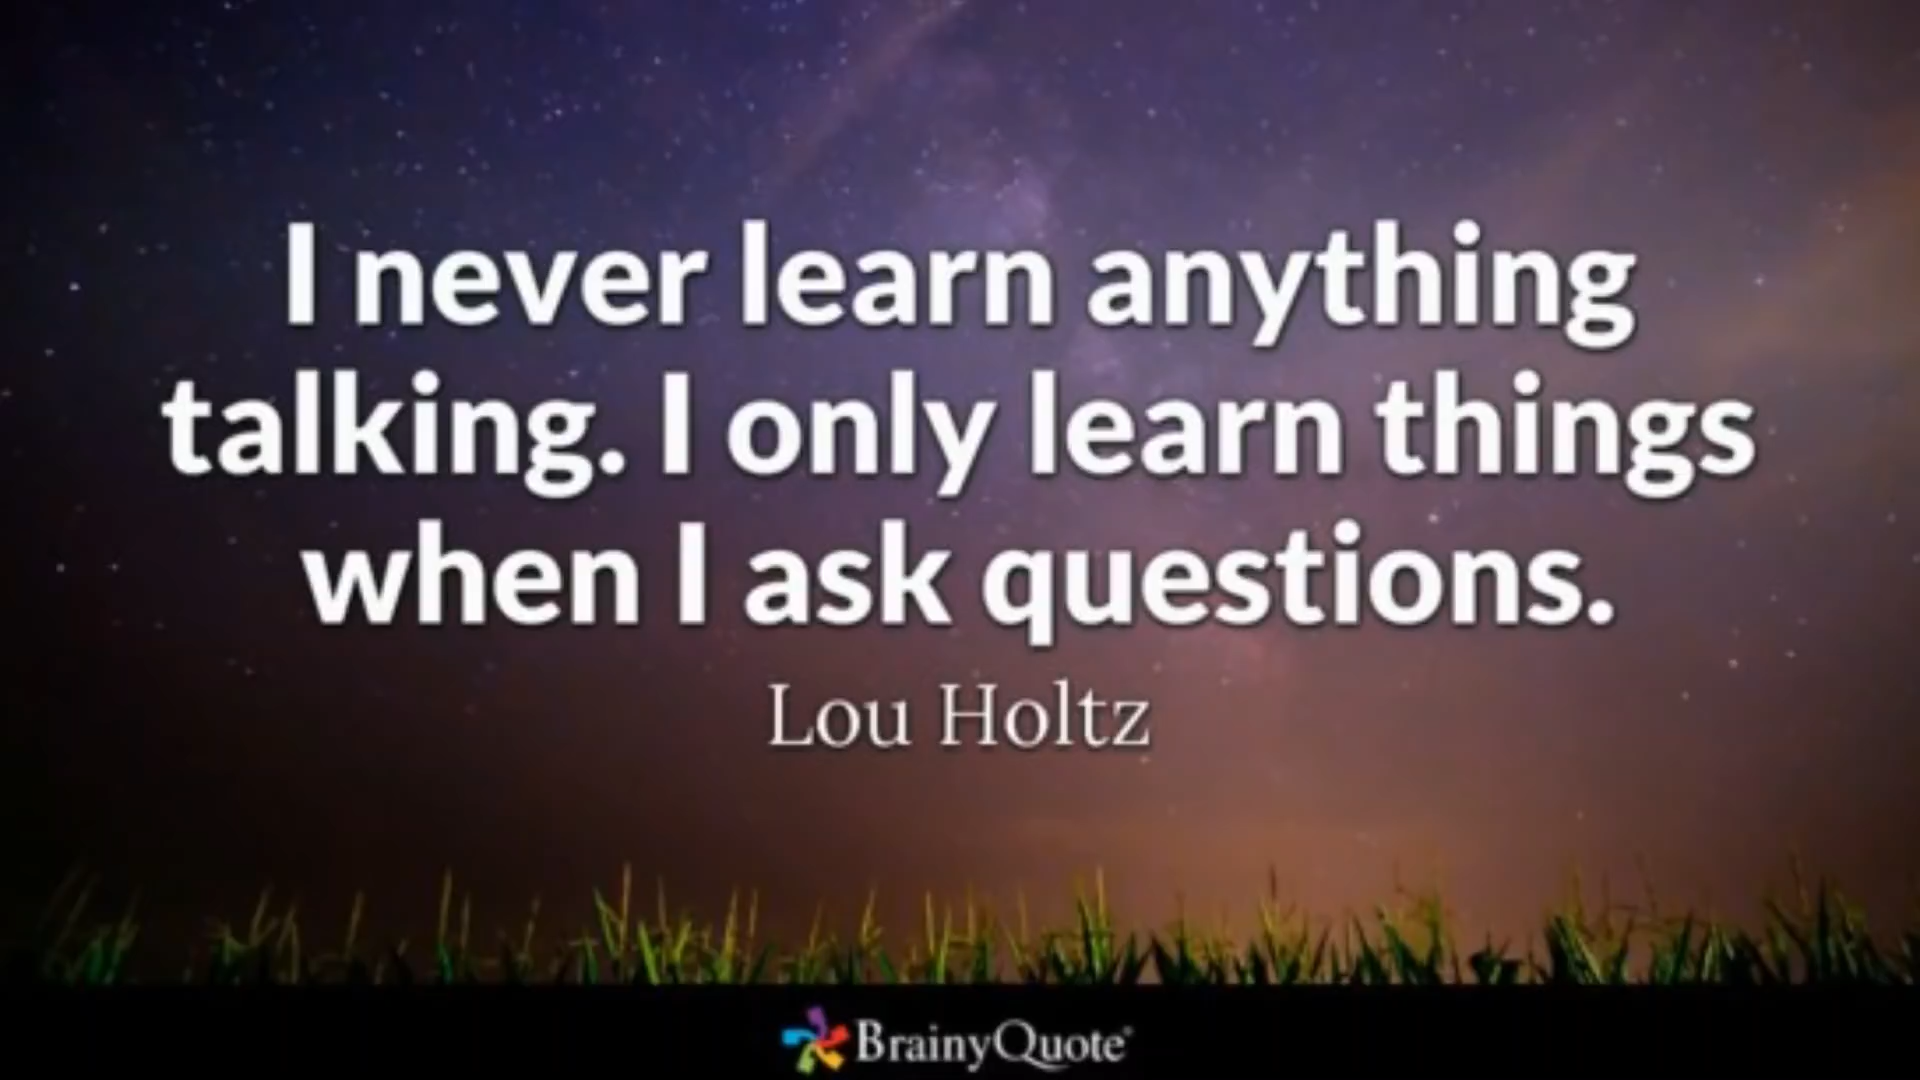 I never learn anything
talking. I only learn things
when I ask questions.
Lou Holtz
BrainyQuote®